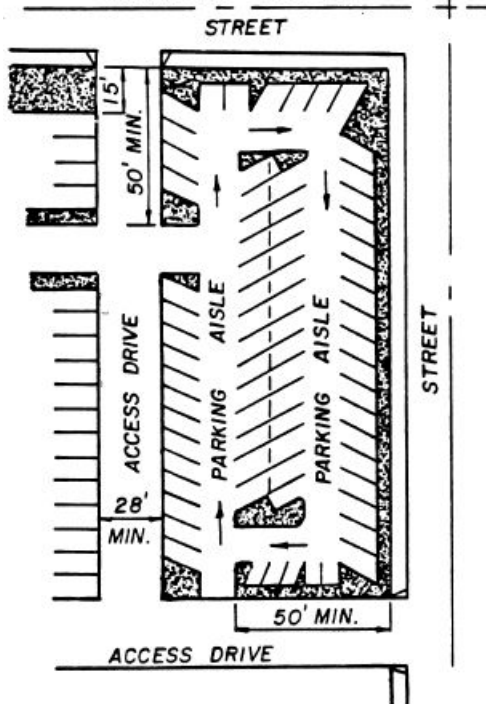 STREET
15'
50' MIN.
ACCESS DRIVE
PARKING AISLE
PARKING AISLE
STREET
28'
MIN.
50' MIN.
ACCESS DRIVE